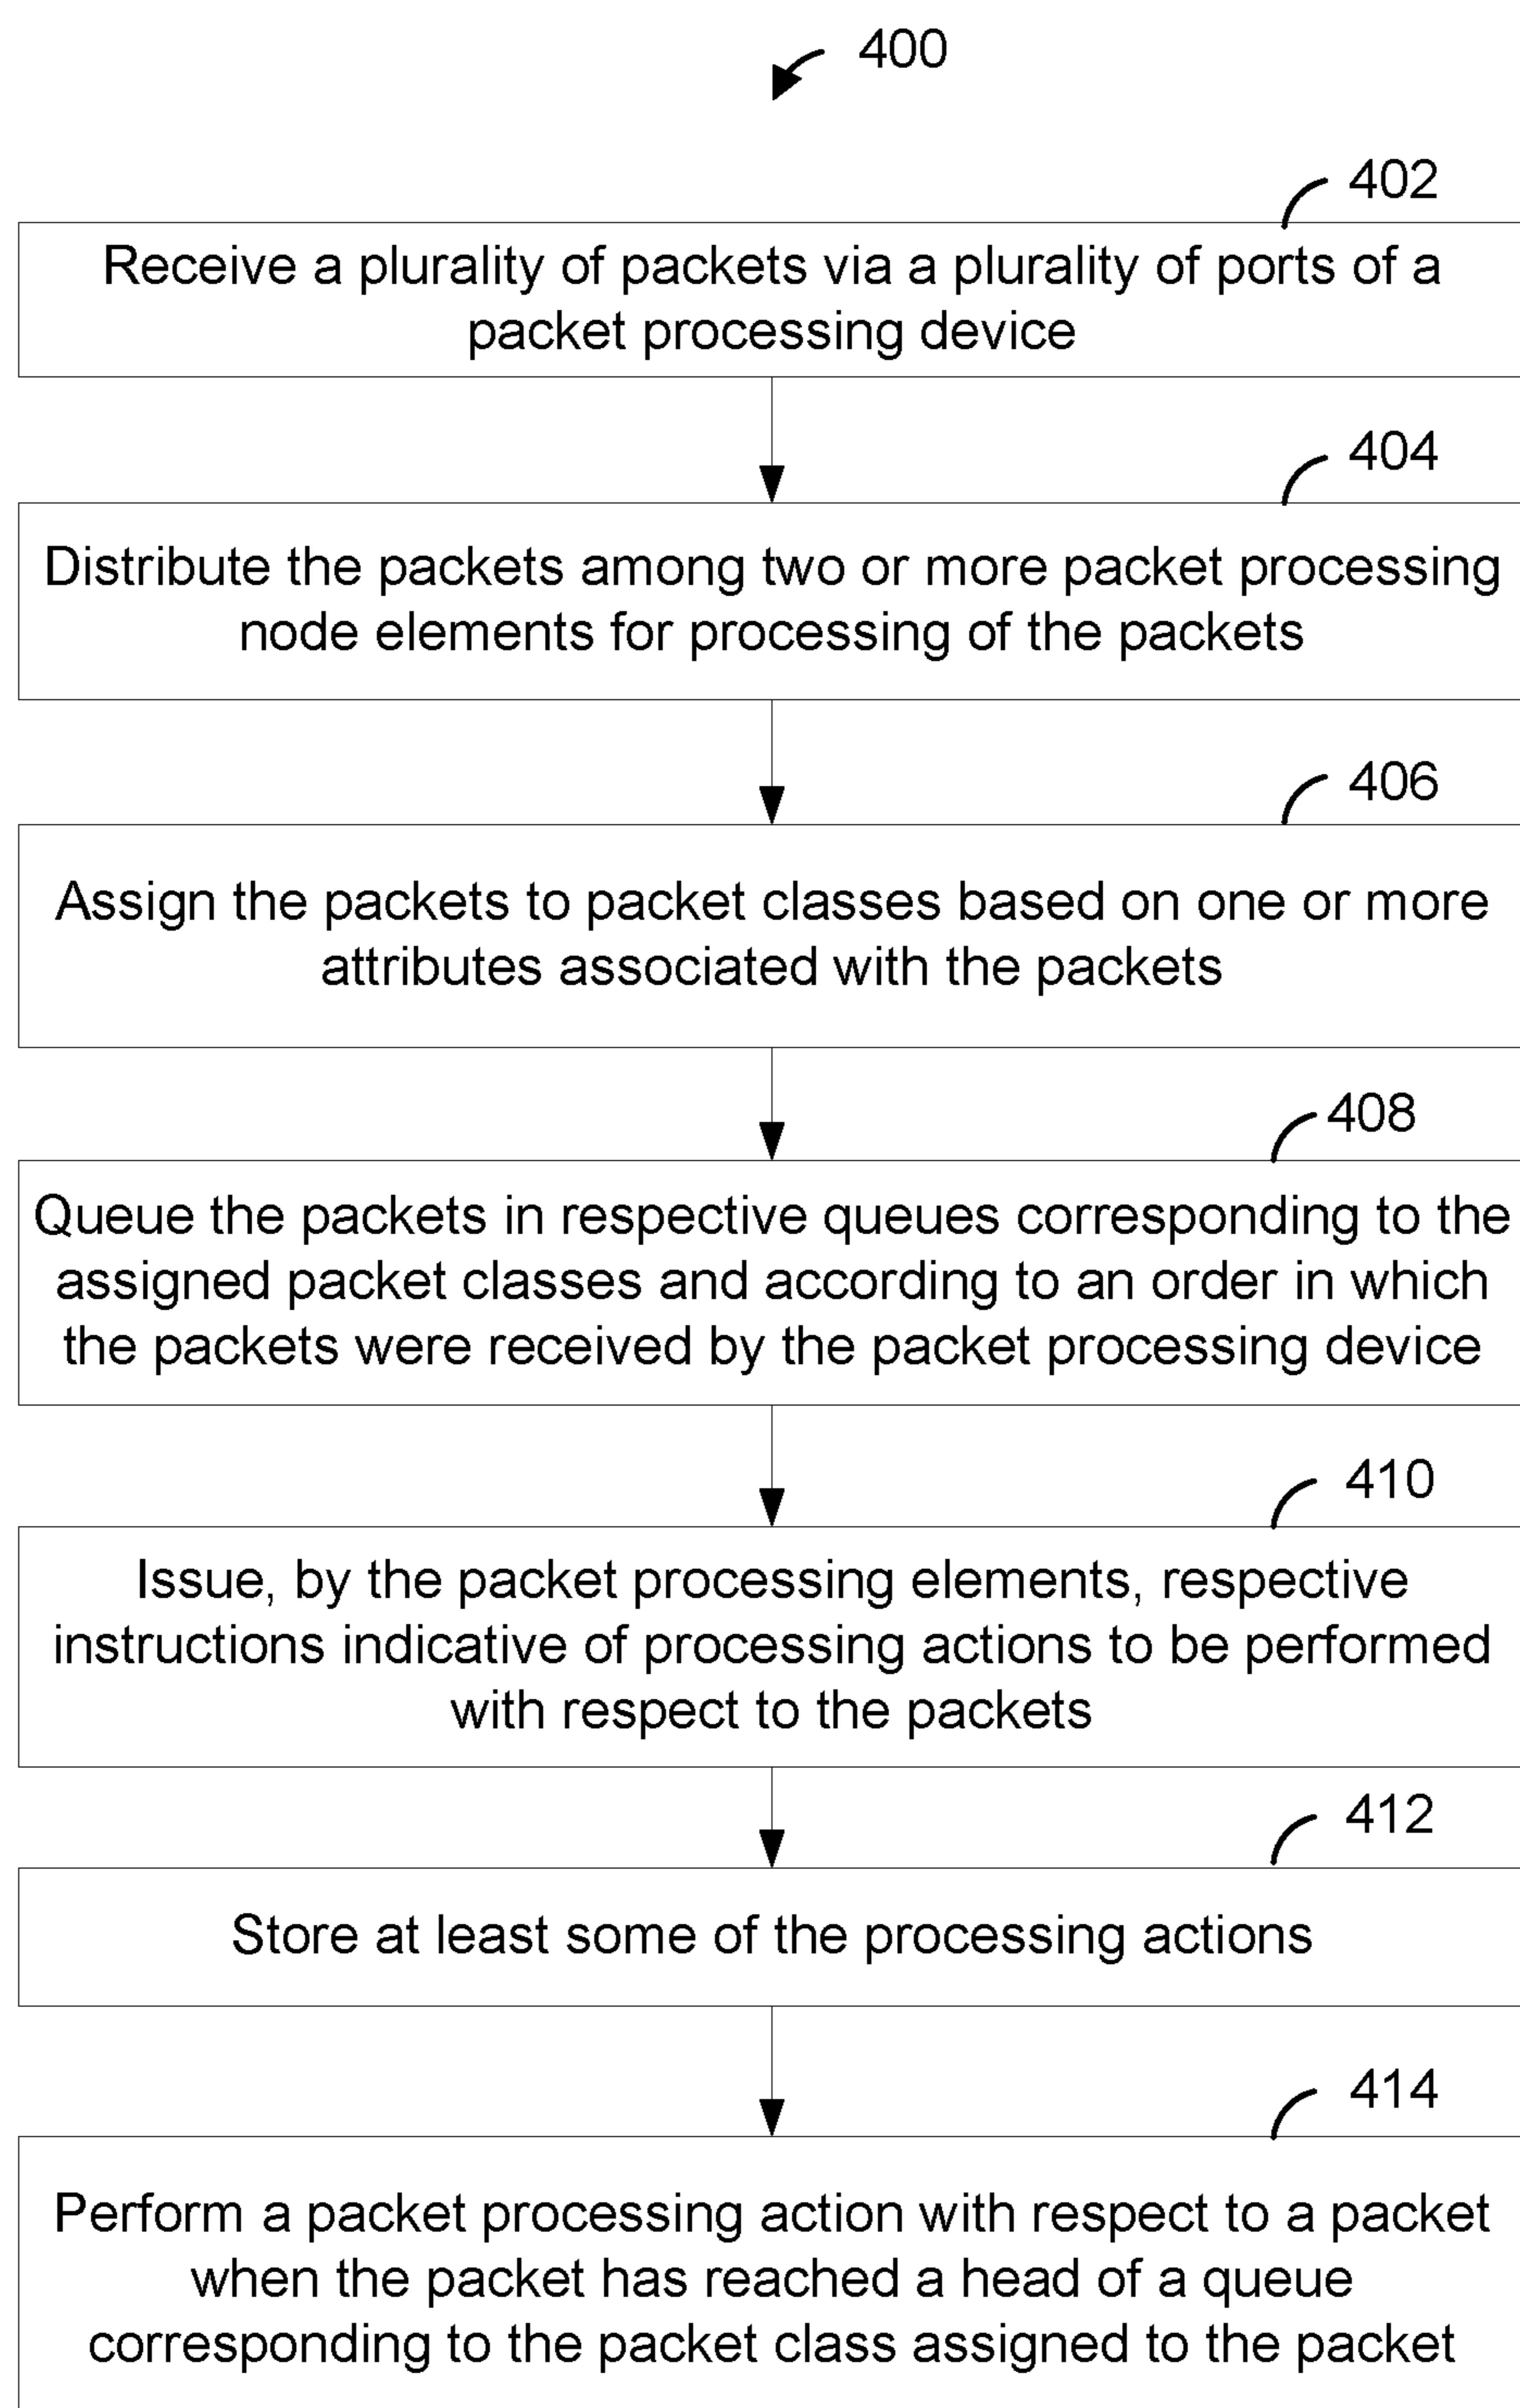 400
402
Receive a plurality of packets via a plurality of ports of a
packet processing device
404
Distribute the packets among two or more packet processing
node elements for processing of the packets
406
Assign the packets to packet classes based on one or more
attributes associated with the packets
408
Queue the packets in respective queues corresponding to the
assigned packet classes and according to an order in which
the packets were received by the packet processing device
410
Issue, by the packet processing elements, respective
instructions indicative of processing actions to be performed
with respect to the packets
412
Store at least some of the processing actions
414
Perform a packet processing action with respect to a packet
when the packet has reached a head of a queue
corresponding to the packet class assigned to the packet